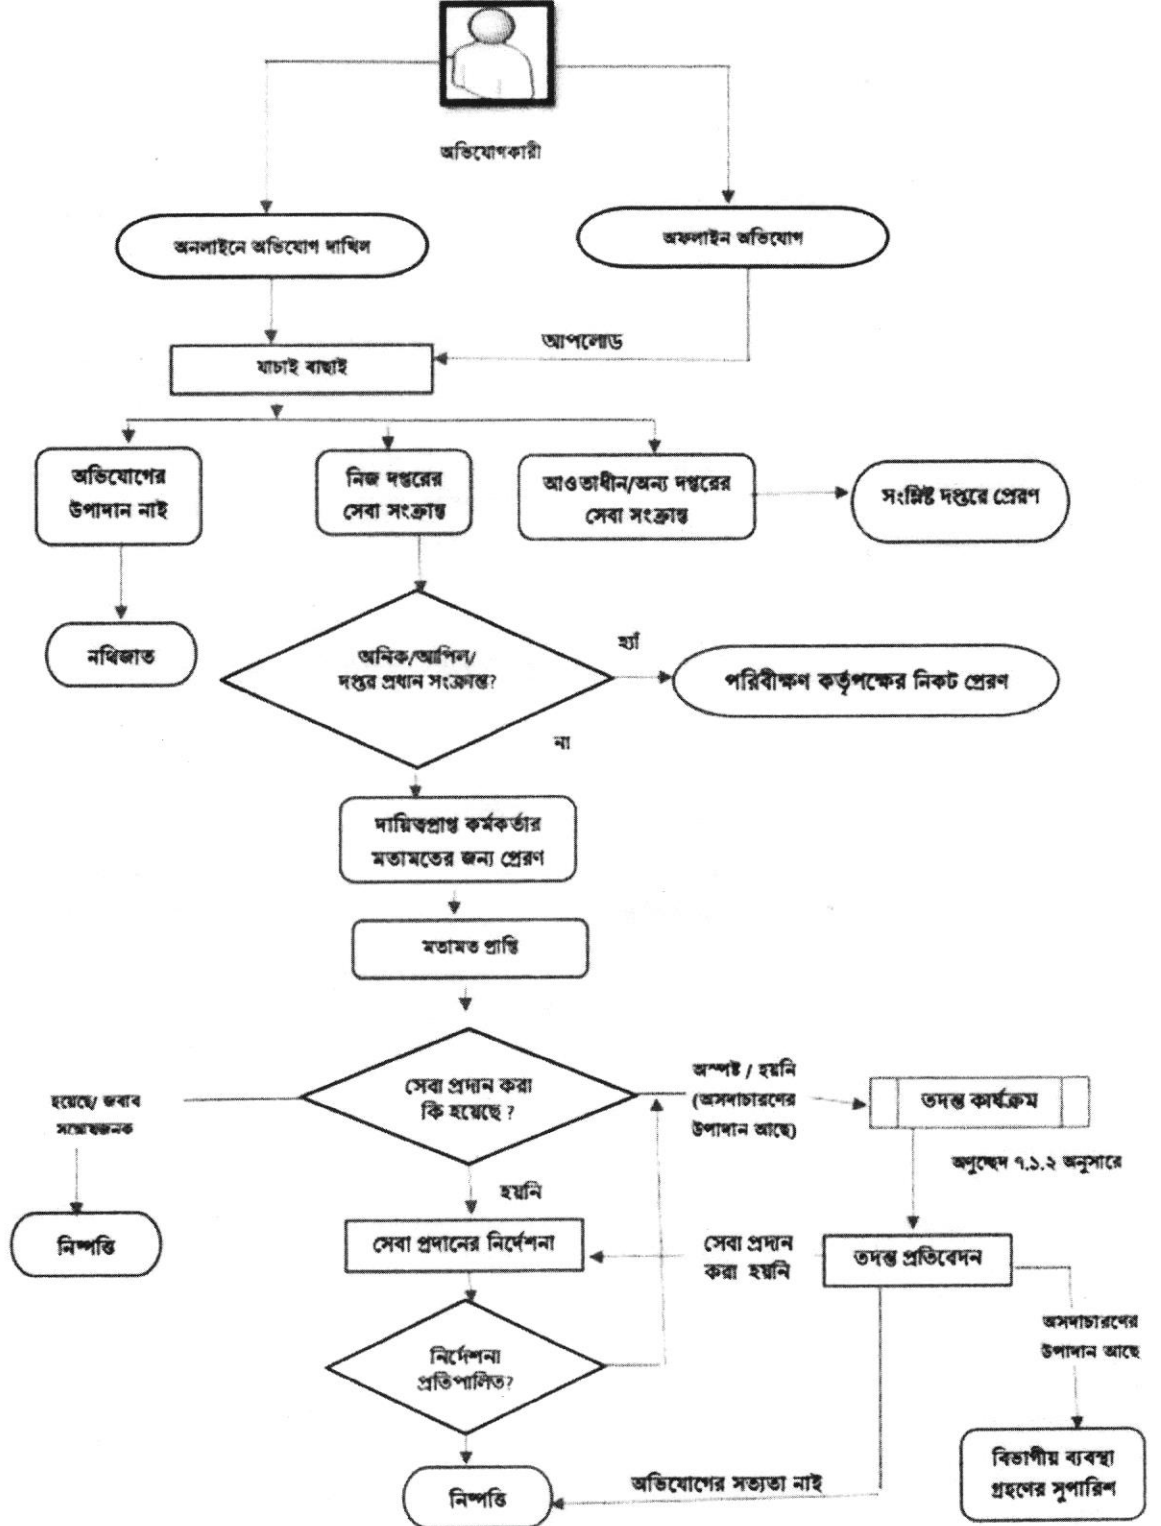 অভিযোগকারী
অনলাইনে অভিযোগ দাখিল
অফলাইন অভিযোগ
আপলোড
যাচাই বাছাই
অভিযোগের
উপাদান নাই
নিজ দপ্তরের
সেবা সংক্রান্ত
আওতাধীন/অন্য দপ্তরের
সেবা সংক্রান্ত
সংশ্লিষ্ট দপ্তরে প্রেরণ
নথিজাত
অনিক/আপিল/
দপ্তর প্রধান সংক্রান্ত?
হ্যাঁ
পরিবীক্ষণ কর্তৃপক্ষের নিকট প্রেরণ
না
দায়িত্বপ্রাপ্ত কর্মকর্তার
মতামতের জন্য প্রেরণ
মতামত প্রাপ্তি
সেবা প্রদান করা
কি হয়েছে ?
হয়েছে/ জবাব
সন্তোষজনক
অস্পষ্ট / হয়নি
(অসদাচারণের
উপাদান আছে)
তদন্ত কার্যক্রম
অনুচ্ছেদ ৭.১.২ অনুসারে
হয়নি
নিষ্পত্তি
সেবা প্রদানের নির্দেশনা
সেবা প্রদান
করা হয়নি
তদন্ত প্রতিবেদন
অসদাচারণের
উপাদান আছে
নির্দেশনা
প্রতিপালিত?
বিভাগীয় ব্যবস্থা
গ্রহণের সুপারিশ
অভিযোগের সত্যতা নাই
নিষ্পত্তি